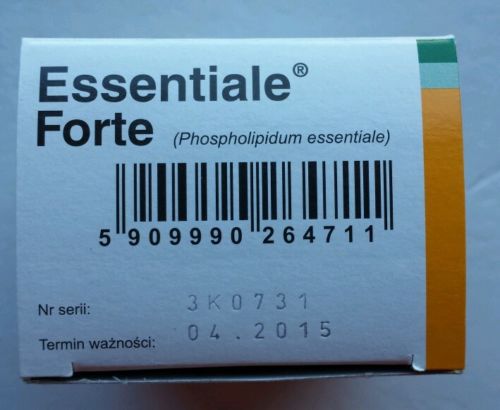 Essentiale®
Forte (Phospholipidum essentiale)
5 909990 264711
Nr serii: 3K0731
Termin ważności: 04.2015